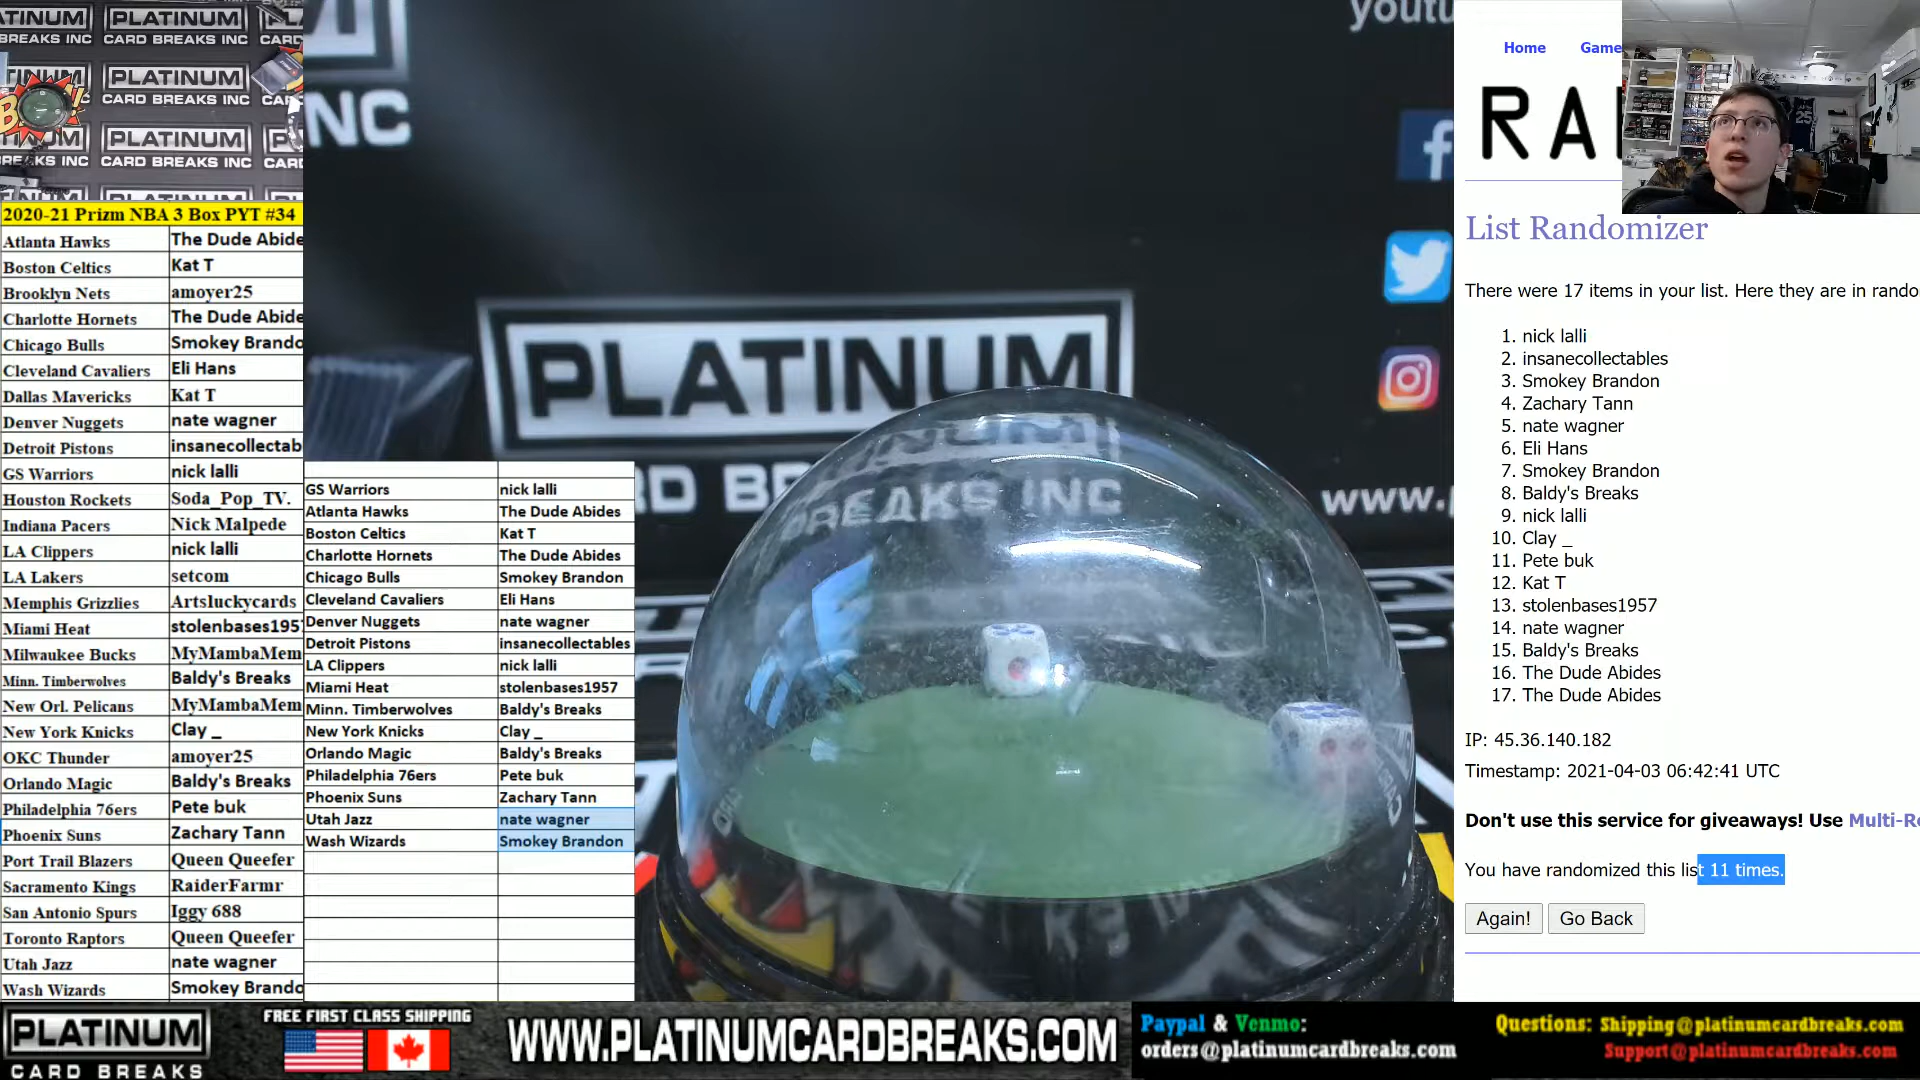 PLATINUM
CARD BREAKS INC
PLATINUM
CARD BREAKS INC
PLATINUM
CARD BREAKS INC
NC
youtu
2020-21 Prizm NBA 3 Box PYT #34
Atlanta Hawks The Dude Abide
Boston Celtics Kat T
Brooklyn Nets amoyer25
Charlotte Hornets The Dude Abide
Chicago Bulls Smokey Brando
Cleveland Cavaliers Eli Hans
Dallas Mavericks Kat T
Denver Nuggets nate wagner
Detroit Pistons insanecollectab
GS Warriors nick lalli
Houston Rockets Soda_Pop_TV.
Indiana Pacers Nick Malpede
LA Clippers nick lalli
LA Lakers setcom
Memphis Grizzlies Artsluckycards
Miami Heat stolenbases195
Milwaukee Bucks MyMambaMem
Minn. Timberwolves Baldy's Breaks
New Orl. Pelicans MyMambaMem
New York Knicks Clay _
OKC Thunder amoyer25
Orlando Magic Baldy's Breaks
Philadelphia 76ers Pete buk
Phoenix Suns Zachary Tann
Port Trail Blazers Queen Queefer
Sacramento Kings RaiderFarmr
San Antonio Spurs Iggy 688
Toronto Raptors Queen Queefer
Utah Jazz nate wagner
Wash Wizards Smokey Brando
GS Warriors nick lalli
Atlanta Hawks The Dude Abides
Boston Celtics Kat T
Charlotte Hornets The Dude Abides
Chicago Bulls Smokey Brandon
Cleveland Cavaliers Eli Hans
Denver Nuggets nate wagner
Detroit Pistons insanecollectables
LA Clippers nick lalli
Miami Heat stolenbases1957
Minn. Timberwolves Baldy's Breaks
New York Knicks Clay _
Orlando Magic Baldy's Breaks
Philadelphia 76ers Pete buk
Phoenix Suns Zachary Tann
Utah Jazz nate wagner
Wash Wizards Smokey Brandon
PLATINUM
RD BREAKS INC
www.
Home Game
RA
List Randomizer
There were 17 items in your list. Here they are in rando
1. nick lalli
2. insanecollectables
3. Smokey Brandon
4. Zachary Tann
5. nate wagner
6. Eli Hans
7. Smokey Brandon
8. Baldy's Breaks
9. nick lalli
10. Clay _
11. Pete buk
12. Kat T
13. stolenbases1957
14. nate wagner
15. Baldy's Breaks
16. The Dude Abides
17. The Dude Abides
IP: 45.36.140.182
Timestamp: 2021-04-03 06:42:41 UTC
Don't use this service for giveaways! Use Multi-R
You have randomized this list 11 times.
Again! Go Back
PLATINUM
CARD BREAKS
FREE FIRST CLASS SHIPPING
WWW.PLATINUMCARDBREAKS.COM
Paypal & Venmo:
orders@platinumcardbreaks.com
Questions: Shipping@platinumcardbreaks.com
Support@platinumcardbreaks.com